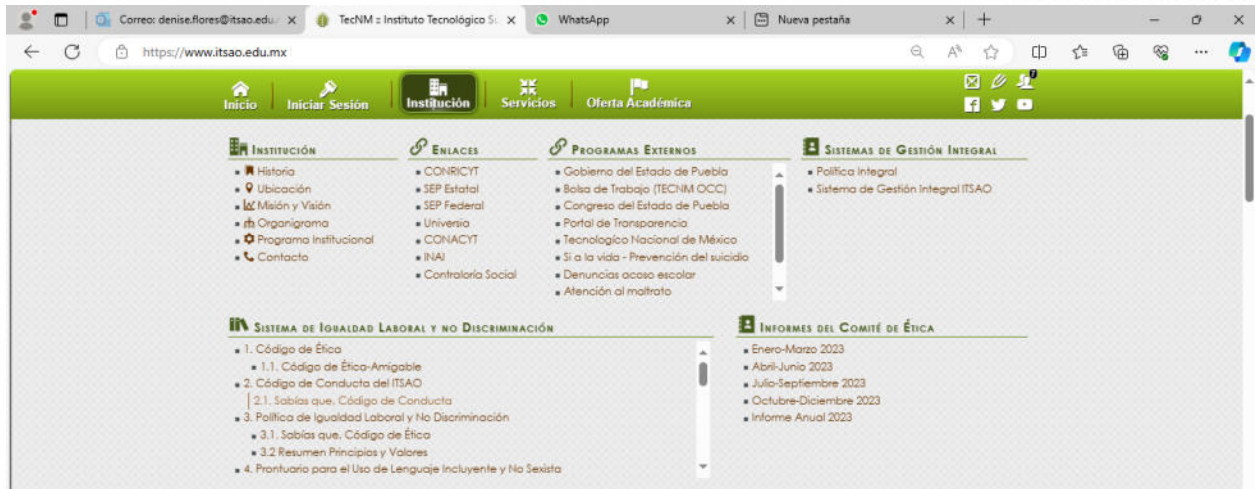 Correo: denise.flores@itsao.edu.
TecNM :: Instituto Tecnológico Su
WhatsApp
Nueva pestaña
https://www.itsao.edu.mx
Inicio
Iniciar Sesión
Institución
Servicios
Oferta Académica
7
INSTITUCIÓN
Historia
Ubicación
Misión y Visión
Organigrama
Programa Institucional
Contacto
ENLACES
CONRICYT
SEP Estatal
SEP Federal
Universia
CONACYT
INAI
Contraloría Social
PROGRAMAS EXTERNOS
Gobierno del Estado de Puebla
Bolsa de Trabajo (TECNM OCC)
Congreso del Estado de Puebla
Portal de Transparencia
Tecnologíco Nacional de México
Si a la vida - Prevención del suicidio
Denuncias acoso escolar
Atención al maltrato
SISTEMAS DE GESTIÓN INTEGRAL
Política Integral
Sistema de Gestión Integral ITSAO
SISTEMA DE IGUALDAD LABORAL Y NO DISCRIMINACIÓN
1. Código de Ética
1.1. Código de Ética-Amigable
2. Código de Conducta del ITSAO
2.1. Sabías que, Código de Conducta
3. Política de Igualdad Laboral y No Discriminación
3.1. Sabías que, Código de Ética
3.2 Resumen Principios y Valores
4. Prontuario para el Uso de Lenguaje Incluyente y No Sexista
INFORMES DEL COMITÉ DE ÉTICA
Enero-Marzo 2023
Abril-Junio 2023
Julio-Septiembre 2023
Octubre-Diciembre 2023
Informe Anual 2023